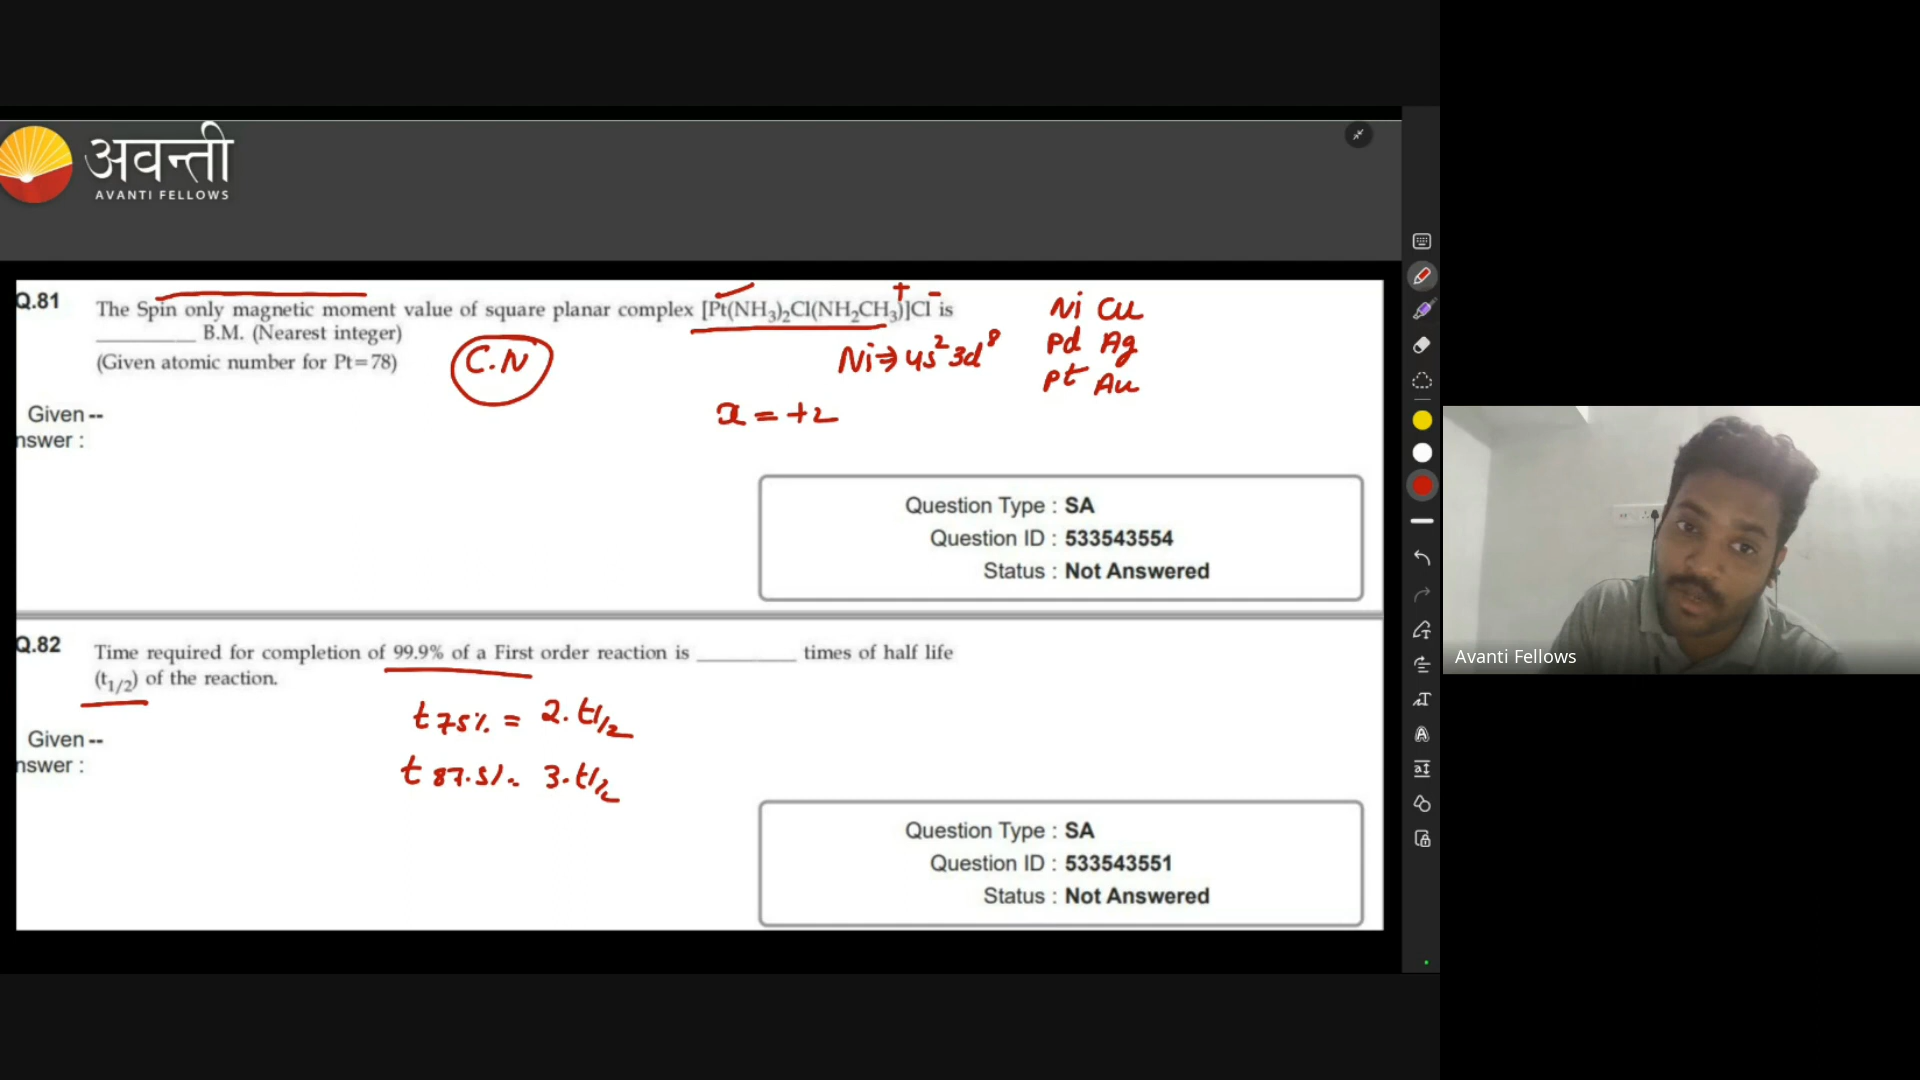 अवन्ती
AVANTI FELLOWS
Q.81 The Spin only magnetic moment value of square planar complex [Pt(NH₃)₂Cl(NH₂CH₃)]Cl is
__________ B.M. (Nearest integer)
(Given atomic number for Pt=78)
+ -
C.N
Ni⇒ 4s² 3d⁸
Ni Cu
Pd Ag
Pt Au
x = +2
Given --
nswer :
Question Type : SA
Question ID : 533543554
Status : Not Answered
Q.82 Time required for completion of 99.9% of a First order reaction is __________ times of half life
(t₁/₂) of the reaction.
t 75% = 2. t1/2
t 87.5%. 3. t1/2
Given --
nswer :
Question Type : SA
Question ID : 533543551
Status : Not Answered
Avanti Fellows